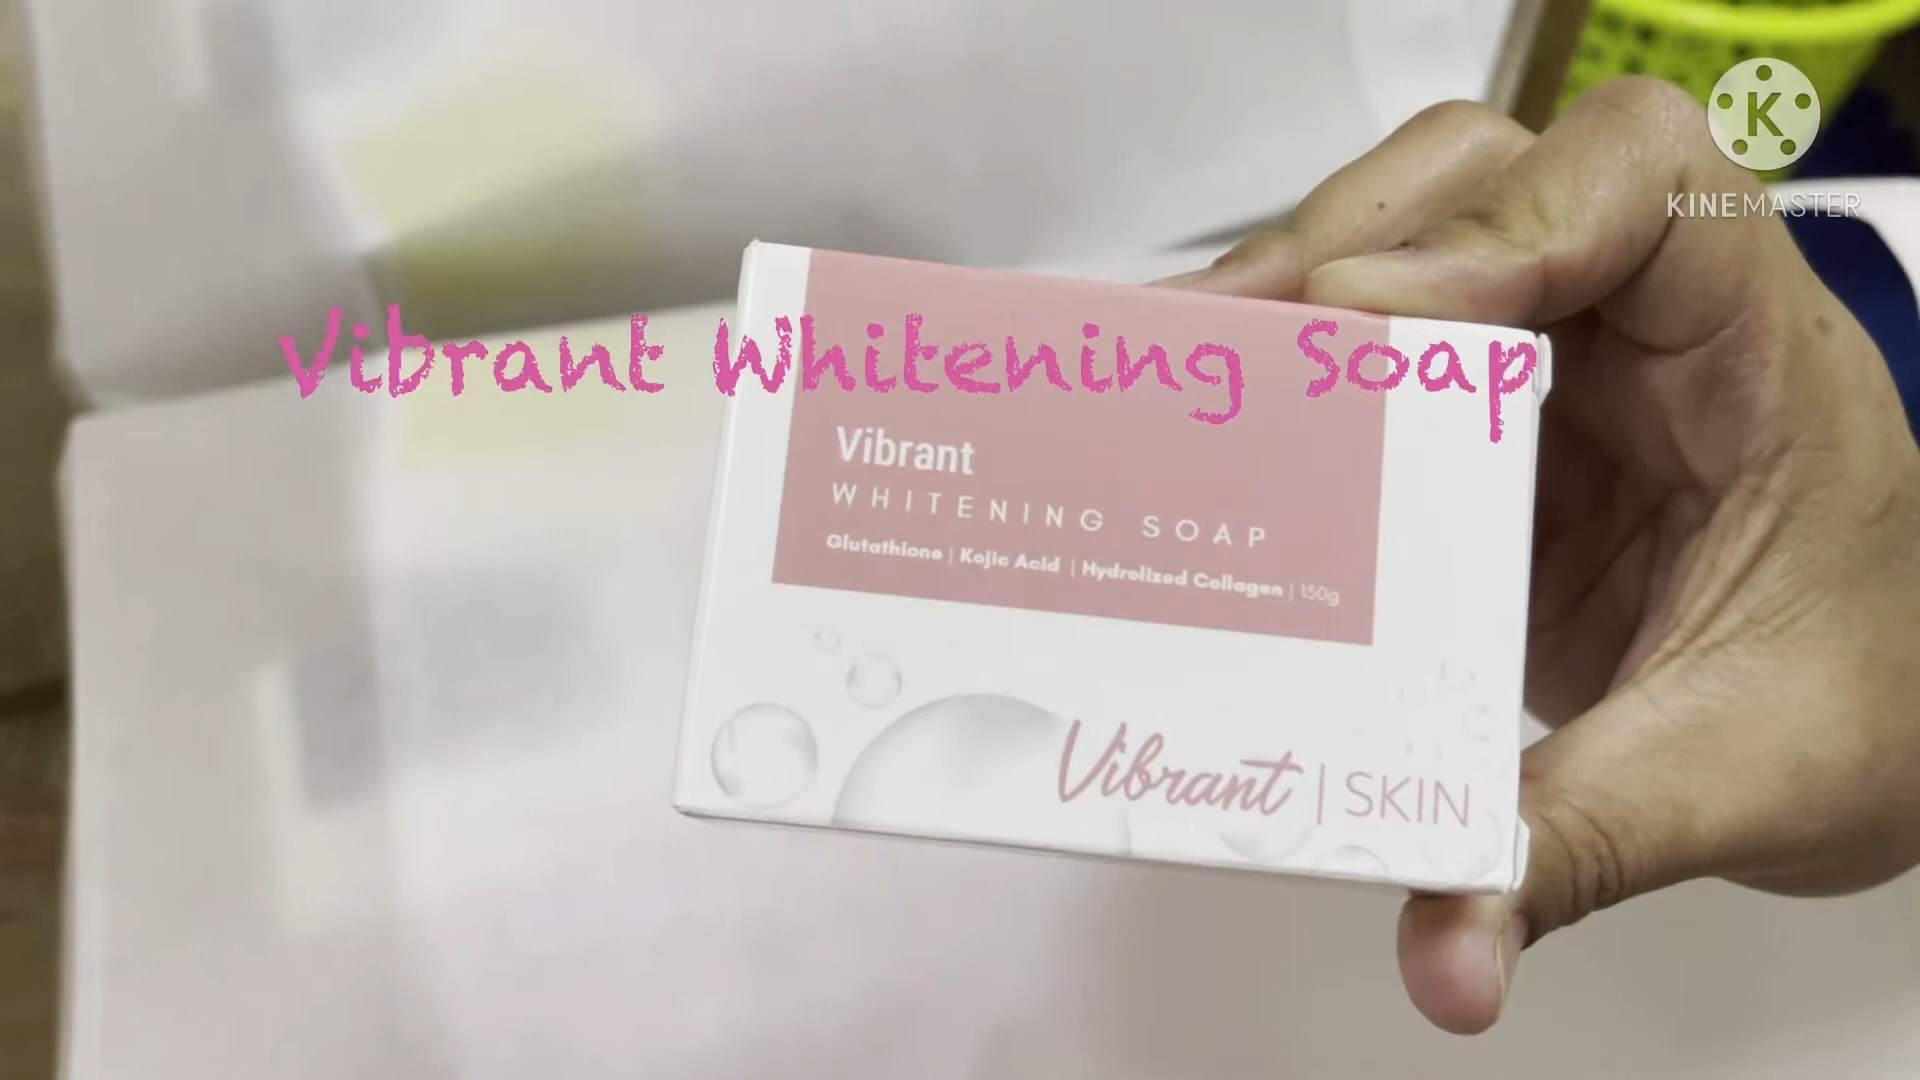 K
KINEMASTER
Vibrant Whitening Soap
Vibrant
WHITENING SOAP
Glutathione | Kojic Acid | Hydrolized Collagen | 150g
Vibrant | SKIN